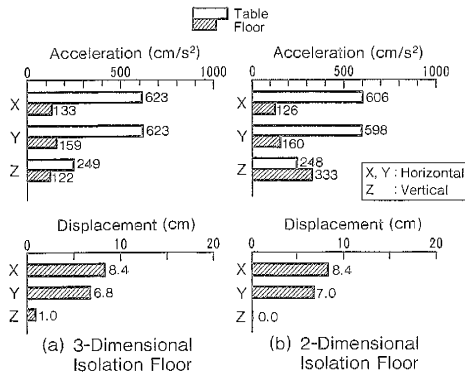 Table
Floor
Acceleration (cm/s²)
0 500 1000
X 623
133
Y 623
159
Z 249
122
Displacement (cm)
0 10 20
X 8.4
Y 6.8
Z 1.0
(a) 3-Dimensional
Isolation Floor
Acceleration (cm/s²)
0 500 1000
X 606
126
Y 598
160
Z 248
333
X, Y : Horizontal
Z : Vertical
Displacement (cm)
0 10 20
X 8.4
Y 7.0
Z 0.0
(b) 2-Dimensional
Isolation Floor